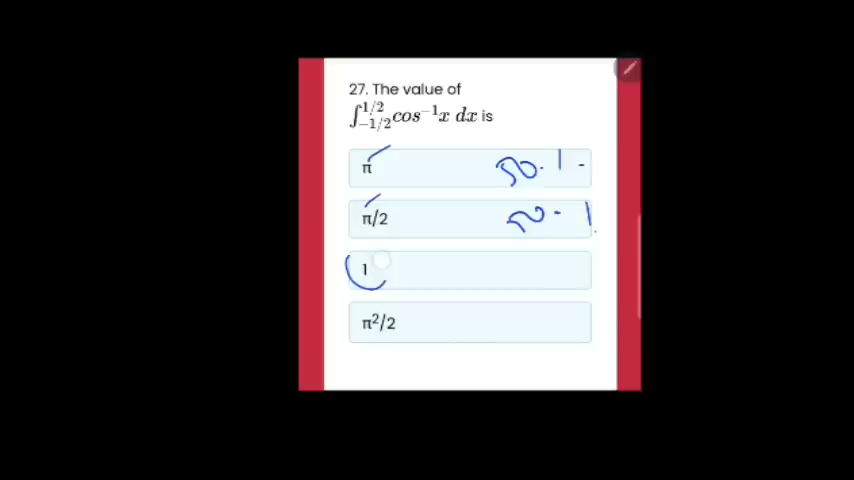 27. The value of
∫_{-1/2}^{1/2} cos⁻¹x dx is
π
π/2
1
π²/2